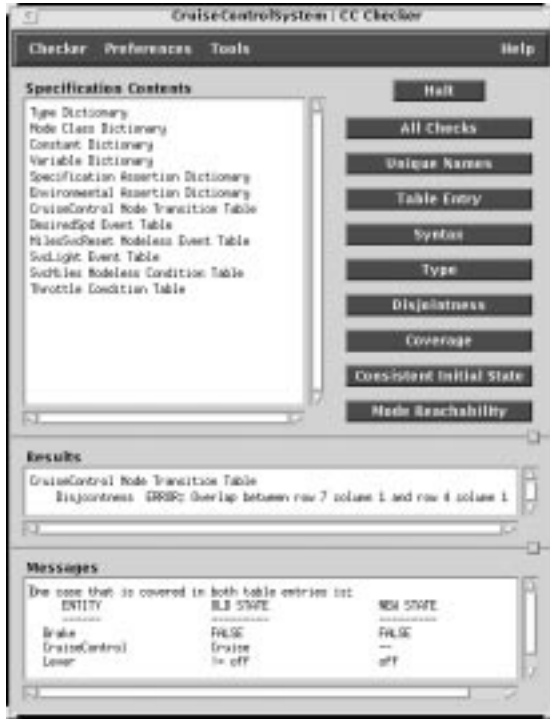 CruiseControlSystem | CC Checker
Checker Preferences Tools Help
Specification Contents
Type Dictionary
Mode Class Dictionary
Constant Dictionary
Variable Dictionary
Specification Assertion Dictionary
Environmental Assertion Dictionary
CruiseControl Mode Transition Table
DesiredSpd Event Table
MilesSvcReset Modeless Event Table
SvcLight Event Table
SvcMiles Modeless Condition Table
Throttle Condition Table
Halt
All Checks
Unique Names
Table Entry
Syntax
Type
Disjointness
Coverage
Consistent Initial State
Mode Reachability
Results
CruiseControl Mode Transition Table
Disjointness ERROR: Overlap between row 7 column 1 and row 4 column 1
Messages
One case that is covered in both table entries is:
ENTITY OLD STATE NEW STATE
------ --------- ---------
Brake FALSE FALSE
CruiseControl Cruise --
Lever != off off